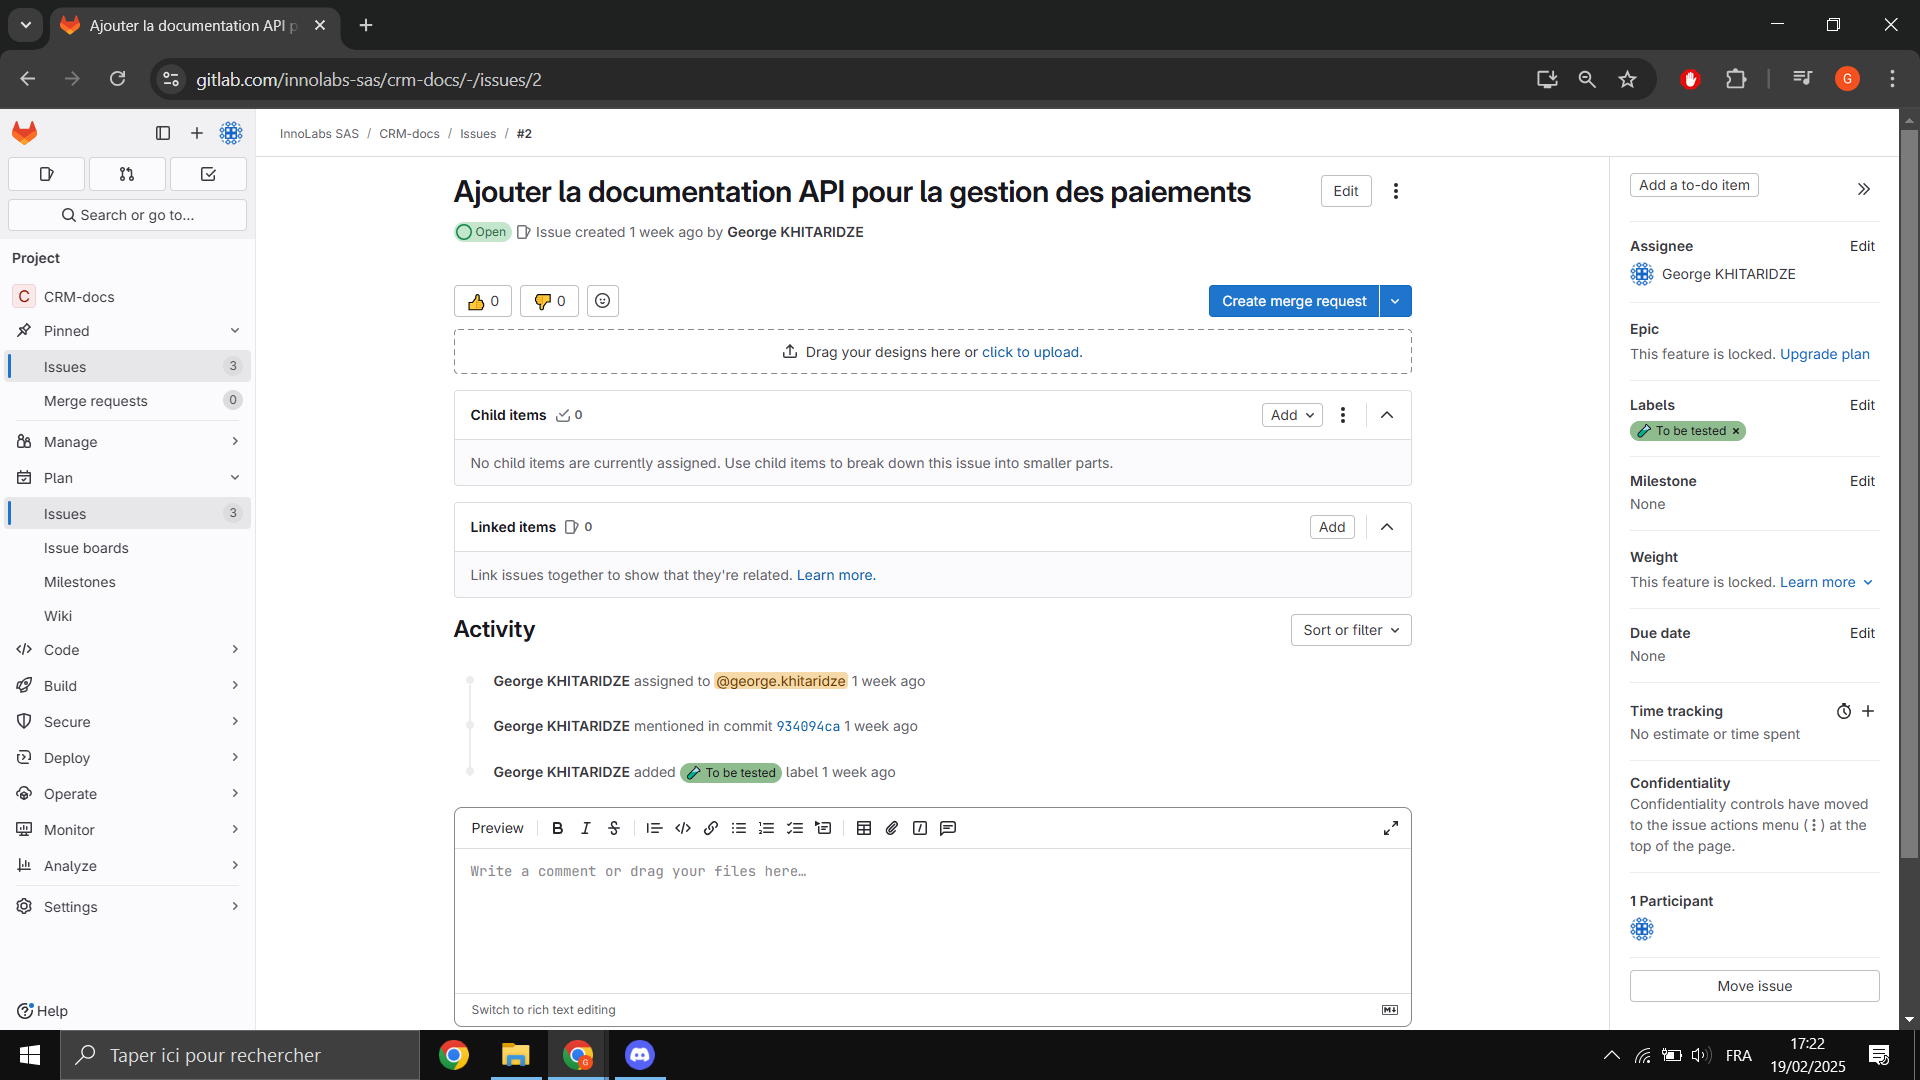 Ajouter la documentation API p
gitlab.com/innolabs-sas/crm-docs/-/issues/2
G
Search or go to...
Project
C CRM-docs
Pinned
Issues 3
Merge requests 0
Manage
Plan
Issues 3
Issue boards
Milestones
Wiki
Code
Build
Secure
Deploy
Operate
Monitor
Analyze
Settings
Help
InnoLabs SAS / CRM-docs / Issues / #2
Ajouter la documentation API pour la gestion des paiements
Edit
Open Issue created 1 week ago by George KHITARIDZE
0 0
Create merge request
Drag your designs here or click to upload.
Child items 0
Add
No child items are currently assigned. Use child items to break down this issue into smaller parts.
Linked items 0
Add
Link issues together to show that they're related. Learn more.
Activity
Sort or filter
George KHITARIDZE assigned to @george.khitaridze 1 week ago
George KHITARIDZE mentioned in commit 934094ca 1 week ago
George KHITARIDZE added To be tested label 1 week ago
Preview B I S
Write a comment or drag your files here…
Switch to rich text editing
Add a to-do item
Assignee Edit
George KHITARIDZE
Epic
This feature is locked. Upgrade plan
Labels Edit
To be tested ×
Milestone Edit
None
Weight
This feature is locked. Learn more
Due date Edit
None
Time tracking
No estimate or time spent
Confidentiality
Confidentiality controls have moved
to the issue actions menu (⋮) at the
top of the page.
1 Participant
Move issue
Taper ici pour rechercher
FRA
17:22
19/02/2025